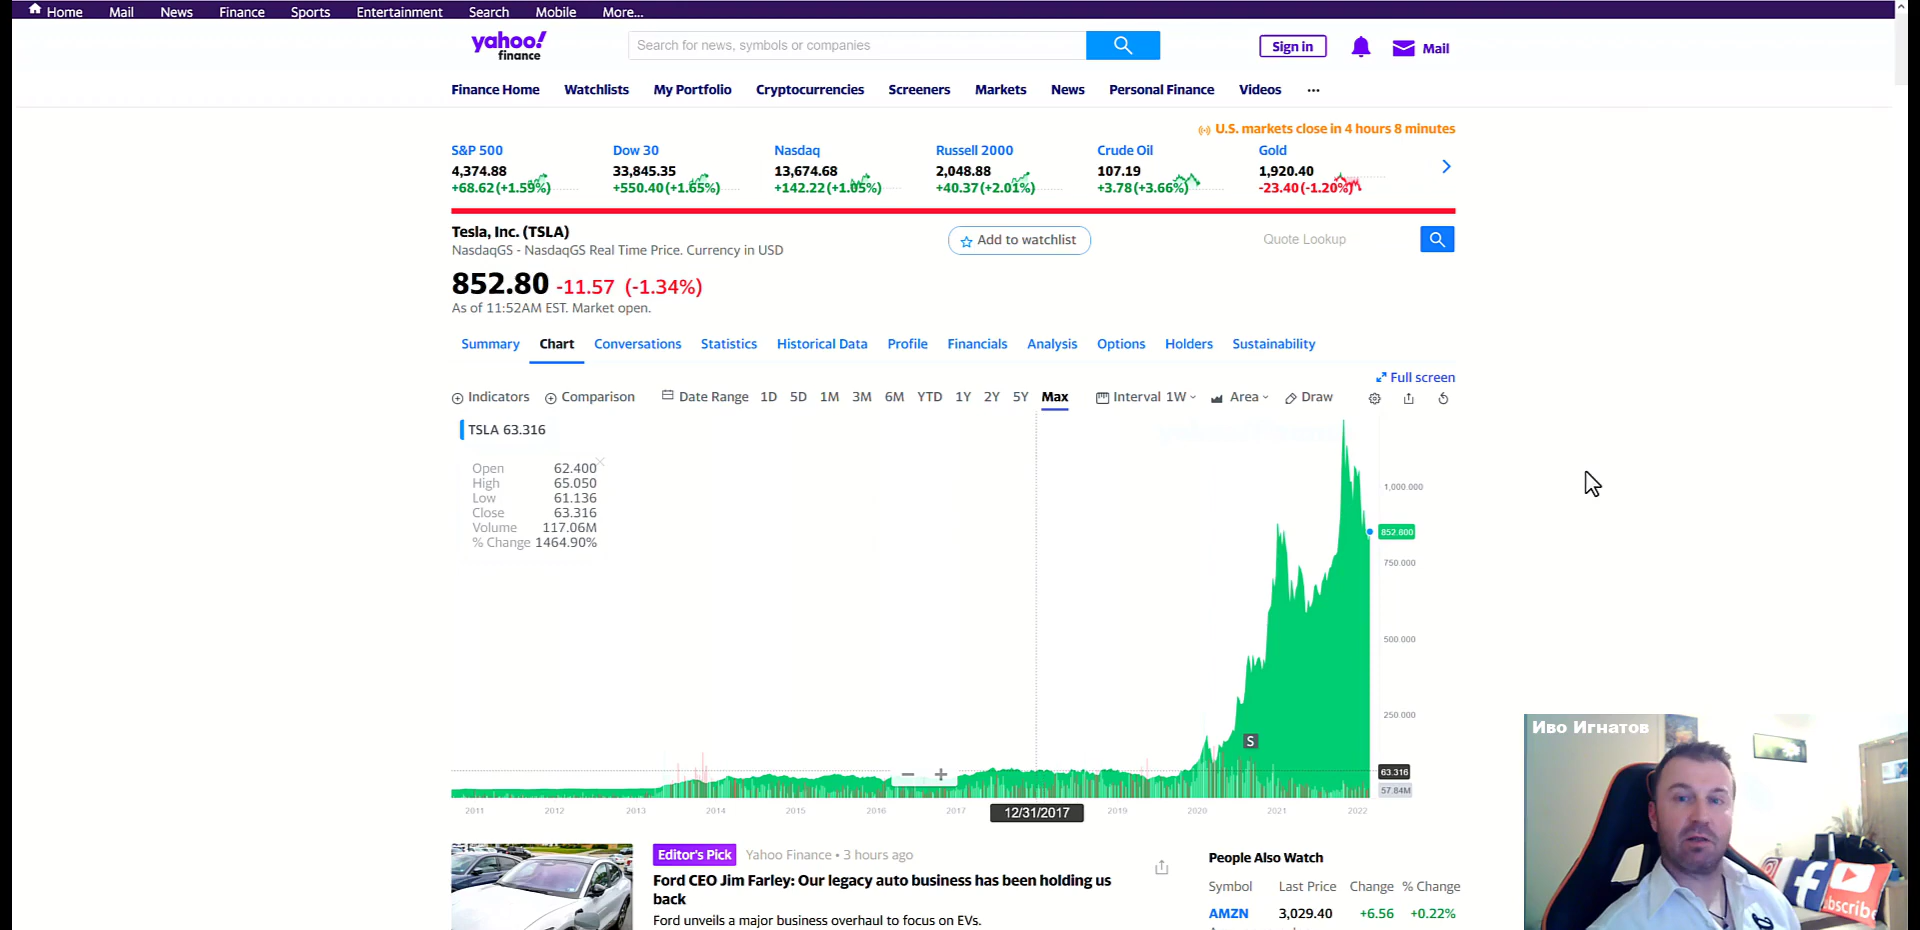 Home Mail News Finance Sports Entertainment Search Mobile More...
yahoo!
finance
Search for news, symbols or companies
Sign in
Mail
Finance Home Watchlists My Portfolio Cryptocurrencies Screeners Markets News Personal Finance Videos ...
U.S. markets close in 4 hours 8 minutes
S&P 500 Dow 30 Nasdaq Russell 2000 Crude Oil Gold
4,374.88 33,845.35 13,674.68 2,048.88 107.19 1,920.40
+68.62 (+1.59%) +550.40 (+1.65%) +142.22 (+1.05%) +40.37 (+2.01%) +3.78 (+3.66%) -23.40 (-1.20%)
Tesla, Inc. (TSLA)
NasdaqGS - NasdaqGS Real Time Price. Currency in USD
Add to watchlist
Quote Lookup
852.80 -11.57 (-1.34%)
As of 11:52AM EST. Market open.
Summary Chart Conversations Statistics Historical Data Profile Financials Analysis Options Holders Sustainability
Full screen
Indicators Comparison Date Range 1D 5D 1M 3M 6M YTD 1Y 2Y 5Y Max Interval 1W Area Draw
TSLA 63.316
Open 62.400
High 65.050
Low 61.136
Close 63.316
Volume 117.06M
% Change 1464.90%
1,000.000
852.800
750.000
500.000
250.000
S
63.316
57.84M
2011 2012 2013 2014 2015 2016 2017 12/31/2017 2019 2020 2021 2022
Editor's Pick Yahoo Finance • 3 hours ago
Ford CEO Jim Farley: Our legacy auto business has been holding us
back
Ford unveils a major business overhaul to focus on EVs.
People Also Watch
Symbol Last Price Change % Change
AMZN 3,029.40 +6.56 +0.22%
Иво Игнатов